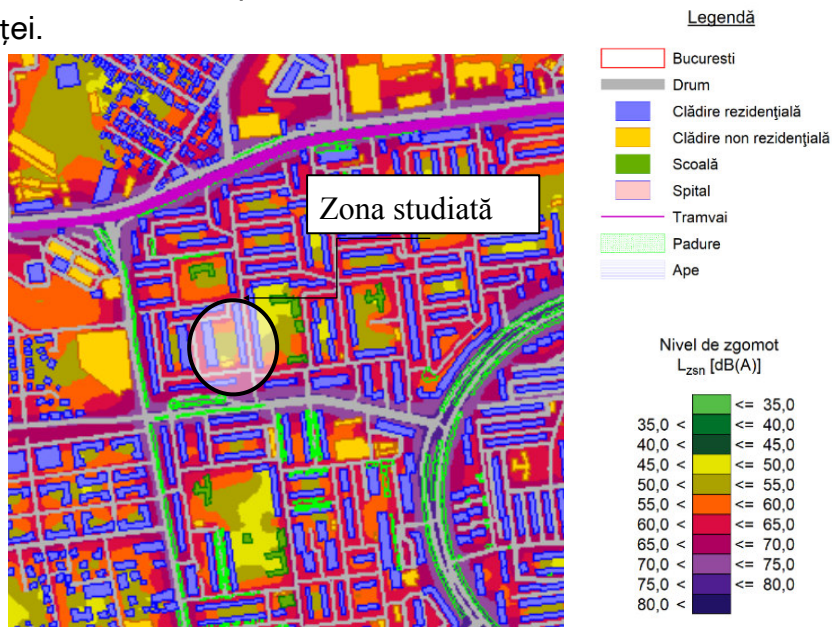 ței.
Zona studiată
Legendă
Bucuresti
Drum
Clădire rezidențială
Clădire non rezidențială
Scoală
Spital
Tramvai
Padure
Ape
Nivel de zgomot
Lzsn [dB(A)]
<= 35,0
35,0 < <= 40,0
40,0 < <= 45,0
45,0 < <= 50,0
50,0 < <= 55,0
55,0 < <= 60,0
60,0 < <= 65,0
65,0 < <= 70,0
70,0 < <= 75,0
75,0 < <= 80,0
80,0 <